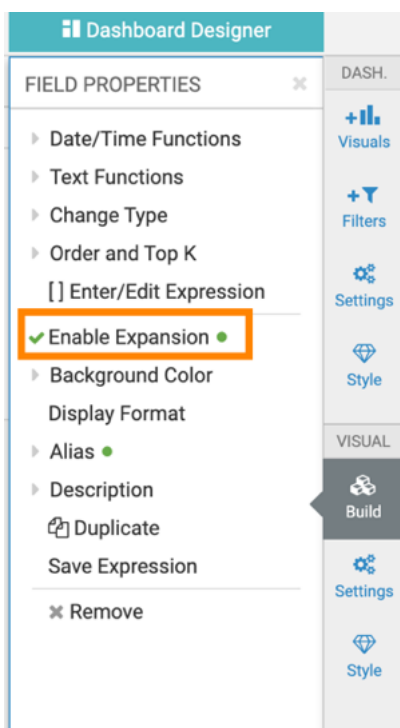 Dashboard Designer
FIELD PROPERTIES
Date/Time Functions
Text Functions
Change Type
Order and Top K
[ ] Enter/Edit Expression
Enable Expansion
Background Color
Display Format
Alias
Description
Duplicate
Save Expression
Remove
DASH.
Visuals
Filters
Settings
Style
VISUAL
Build
Settings
Style